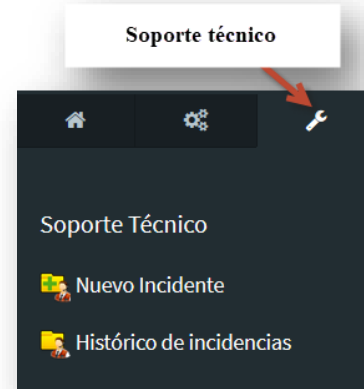 Soporte técnico
Soporte Técnico
Nuevo Incidente
Histórico de incidencias